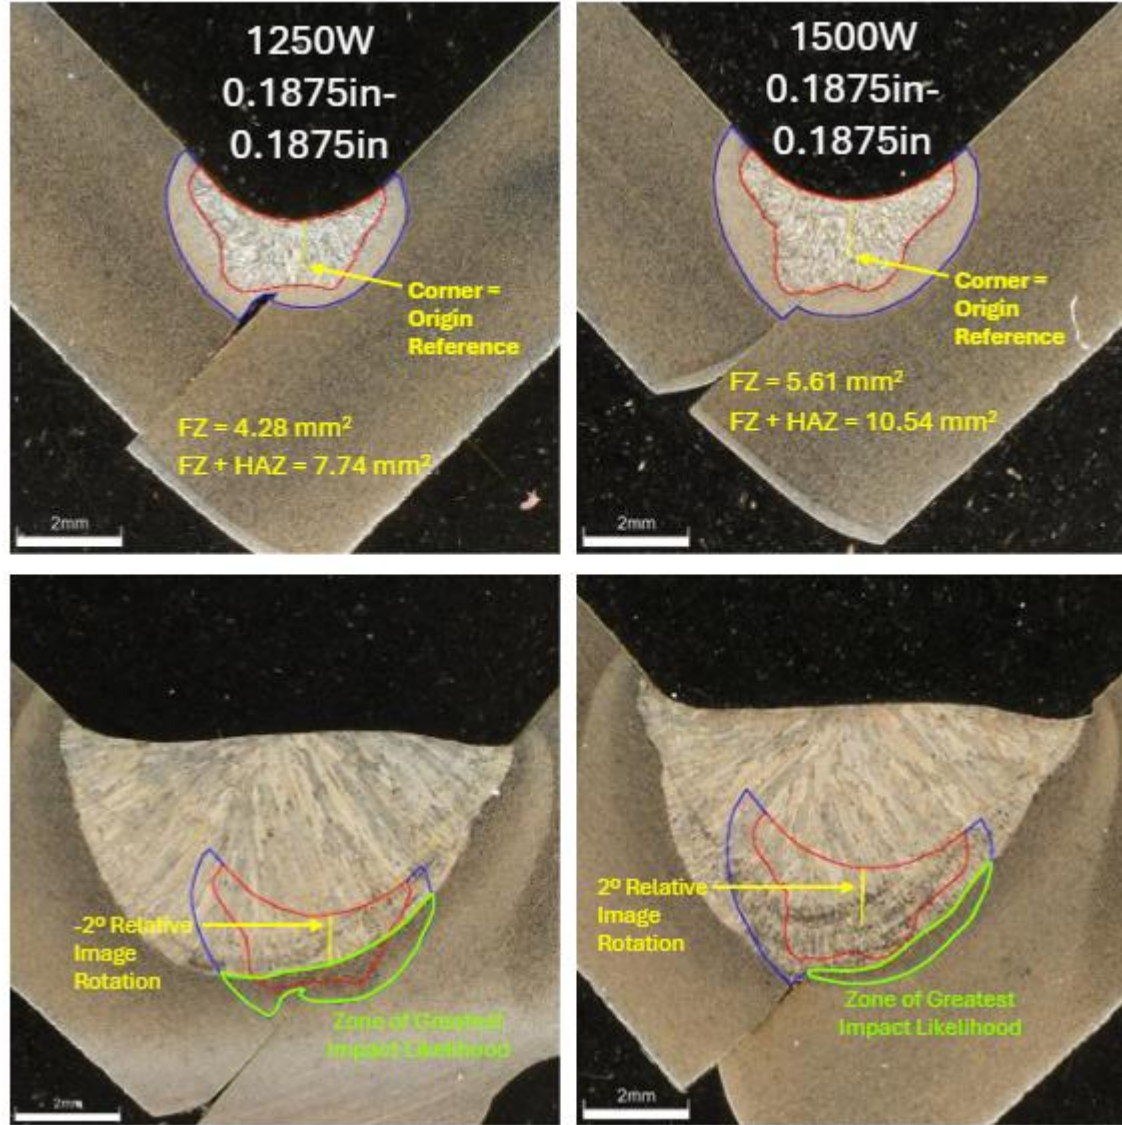 1250W
0.1875in-
0.1875in
Corner =
Origin
Reference
FZ = 4.28 mm²
FZ + HAZ = 7.74 mm²
2mm
1500W
0.1875in-
0.1875in
Corner =
Origin
Reference
FZ = 5.61 mm²
FZ + HAZ = 10.54 mm²
2mm
-2º Relative
Image
Rotation
Zone of Greatest
Impact Likelihood
2mm
2º Relative
Image
Rotation
Zone of Greatest
Impact Likelihood
2mm